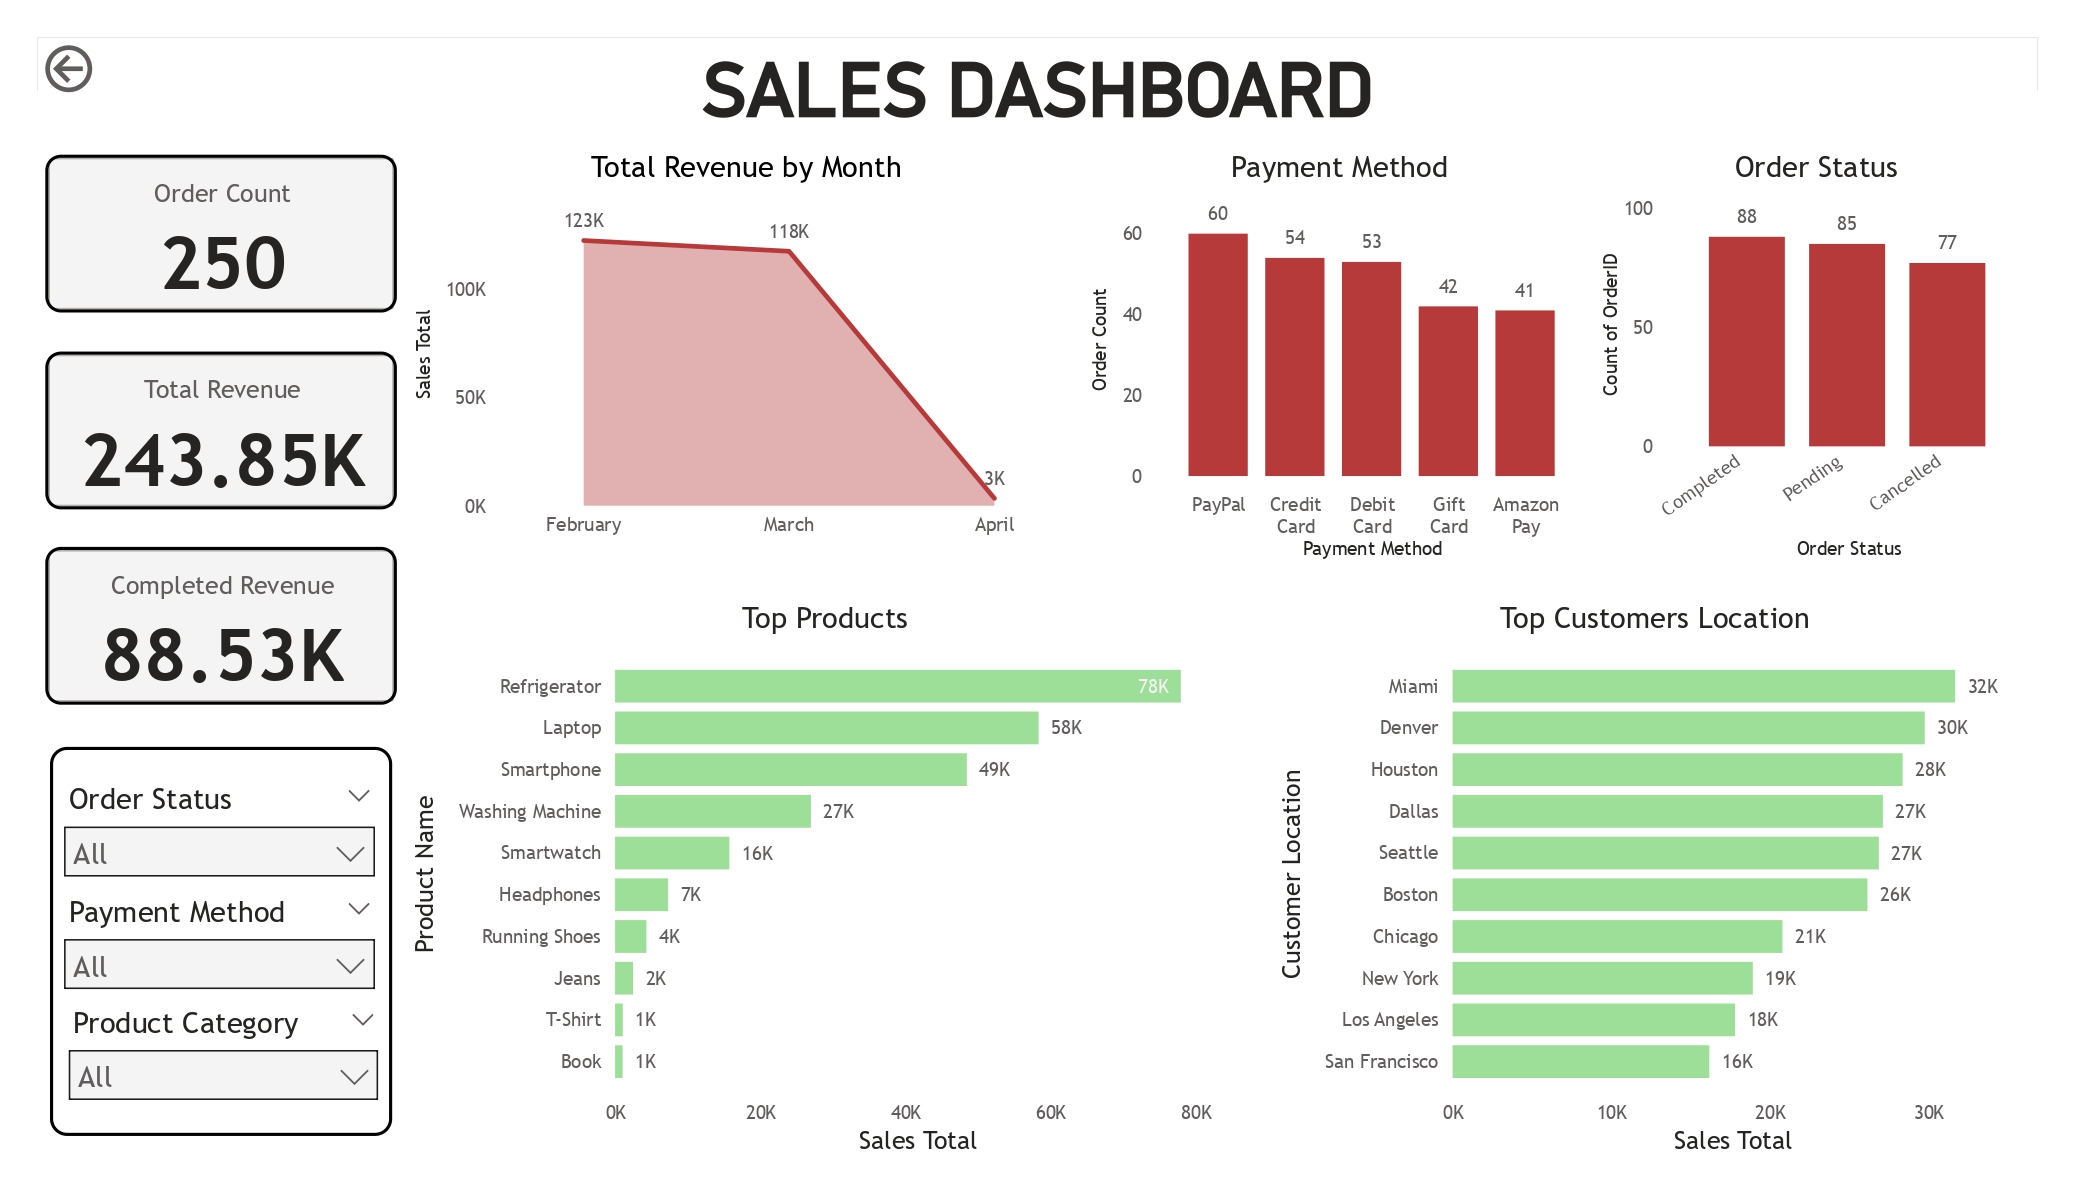 SALES DASHBOARD
Order Count
250
Total Revenue
243.85K
Completed Revenue
88.53K
Order Status
All
Payment Method
All
Product Category
All
Total Revenue by Month
Sales Total
100K
50K
0K
123K
118K
3K
February
March
April
Payment Method
Order Count
60
40
20
0
60
54
53
42
41
PayPal
Credit
Card
Debit
Card
Gift
Card
Amazon
Pay
Payment Method
Order Status
Count of OrderID
100
50
0
88
85
77
Completed
Pending
Cancelled
Order Status
Top Products
Product Name
Refrigerator 78K
Laptop 58K
Smartphone 49K
Washing Machine 27K
Smartwatch 16K
Headphones 7K
Running Shoes 4K
Jeans 2K
T-Shirt 1K
Book 1K
0K 20K 40K 60K 80K
Sales Total
Top Customers Location
Customer Location
Miami 32K
Denver 30K
Houston 28K
Dallas 27K
Seattle 27K
Boston 26K
Chicago 21K
New York 19K
Los Angeles 18K
San Francisco 16K
0K 10K 20K 30K
Sales Total